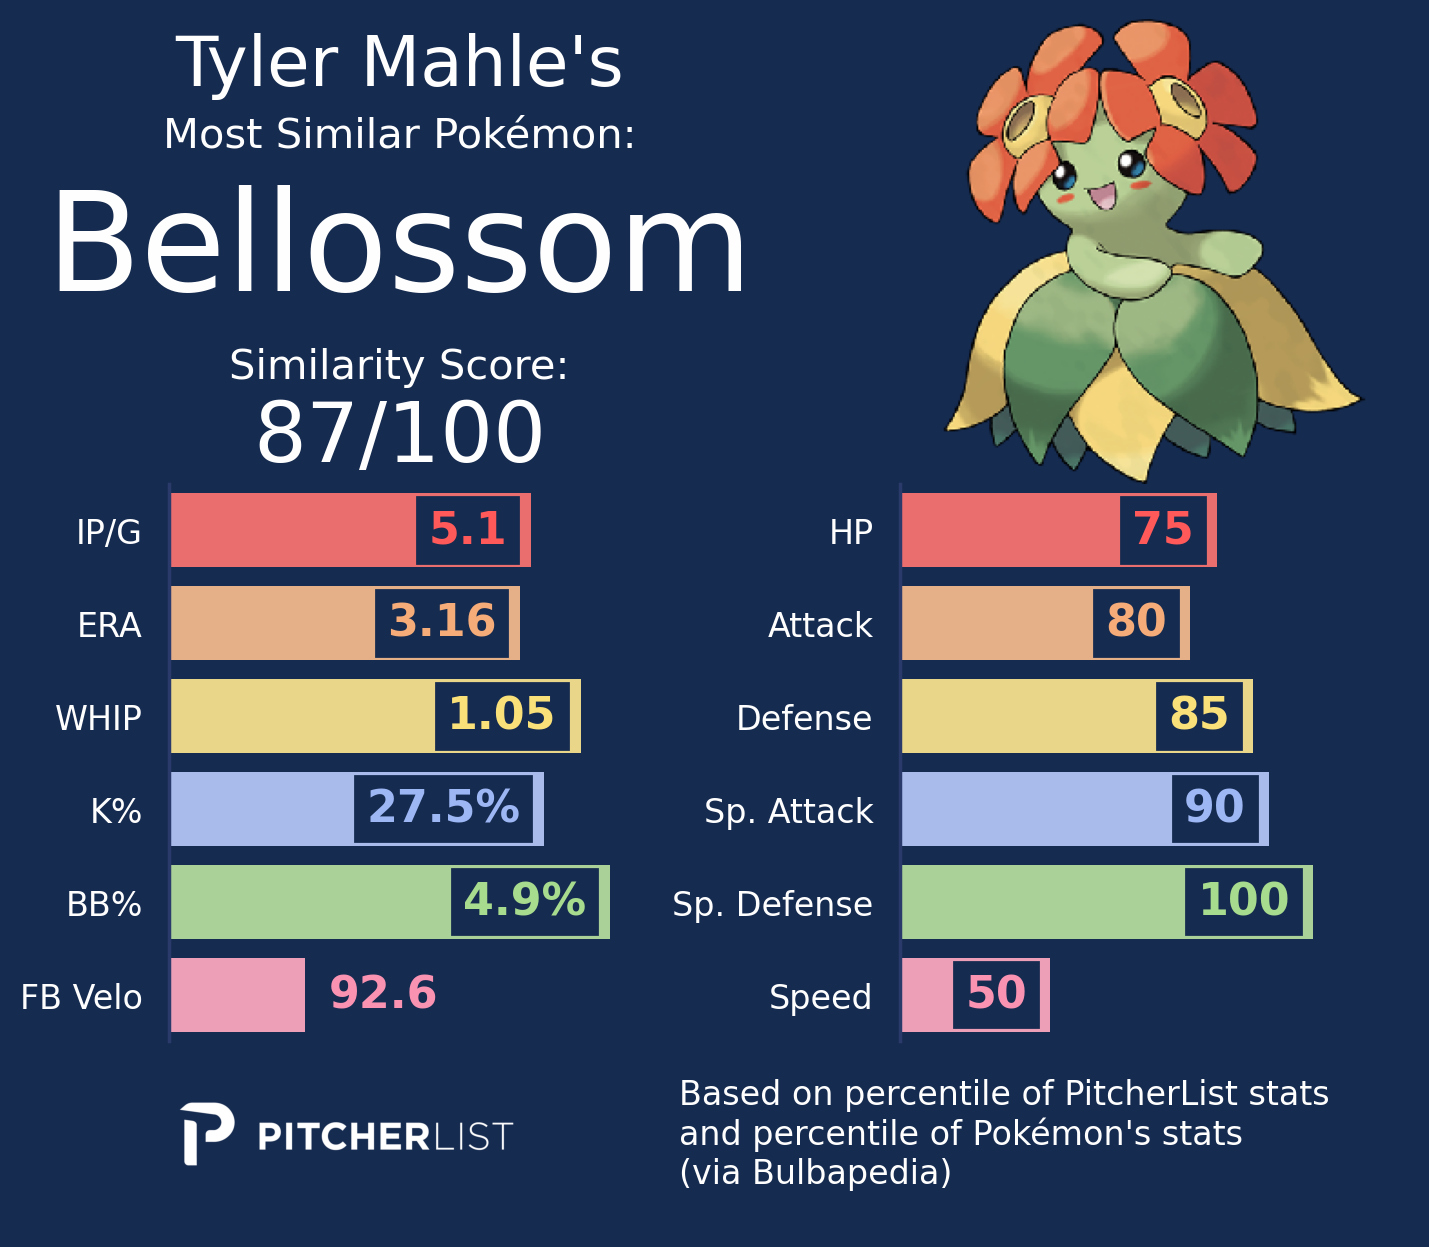 Tyler Mahle's
Most Similar Pokémon:
Bellossom
Similarity Score:
87/100
IP/G 5.1
ERA 3.16
WHIP 1.05
K% 27.5%
BB% 4.9%
FB Velo 92.6
HP 75
Attack 80
Defense 85
Sp. Attack 90
Sp. Defense 100
Speed 50
PITCHERLIST
Based on percentile of PitcherList stats
and percentile of Pokémon's stats
(via Bulbapedia)